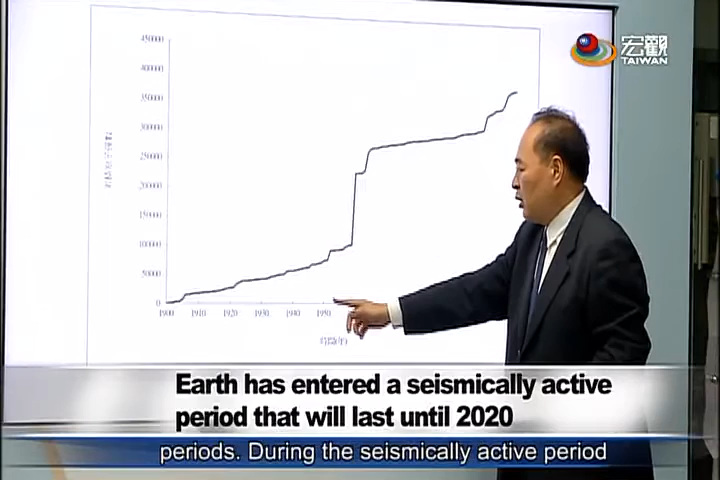 宏觀
TAIWAN
450000
400000
350000
300000
250000
200000
150000
100000
50000
0
1900 1910 1920 1930 1940 1950
Earth has entered a seismically active
period that will last until 2020
periods. During the seismically active period